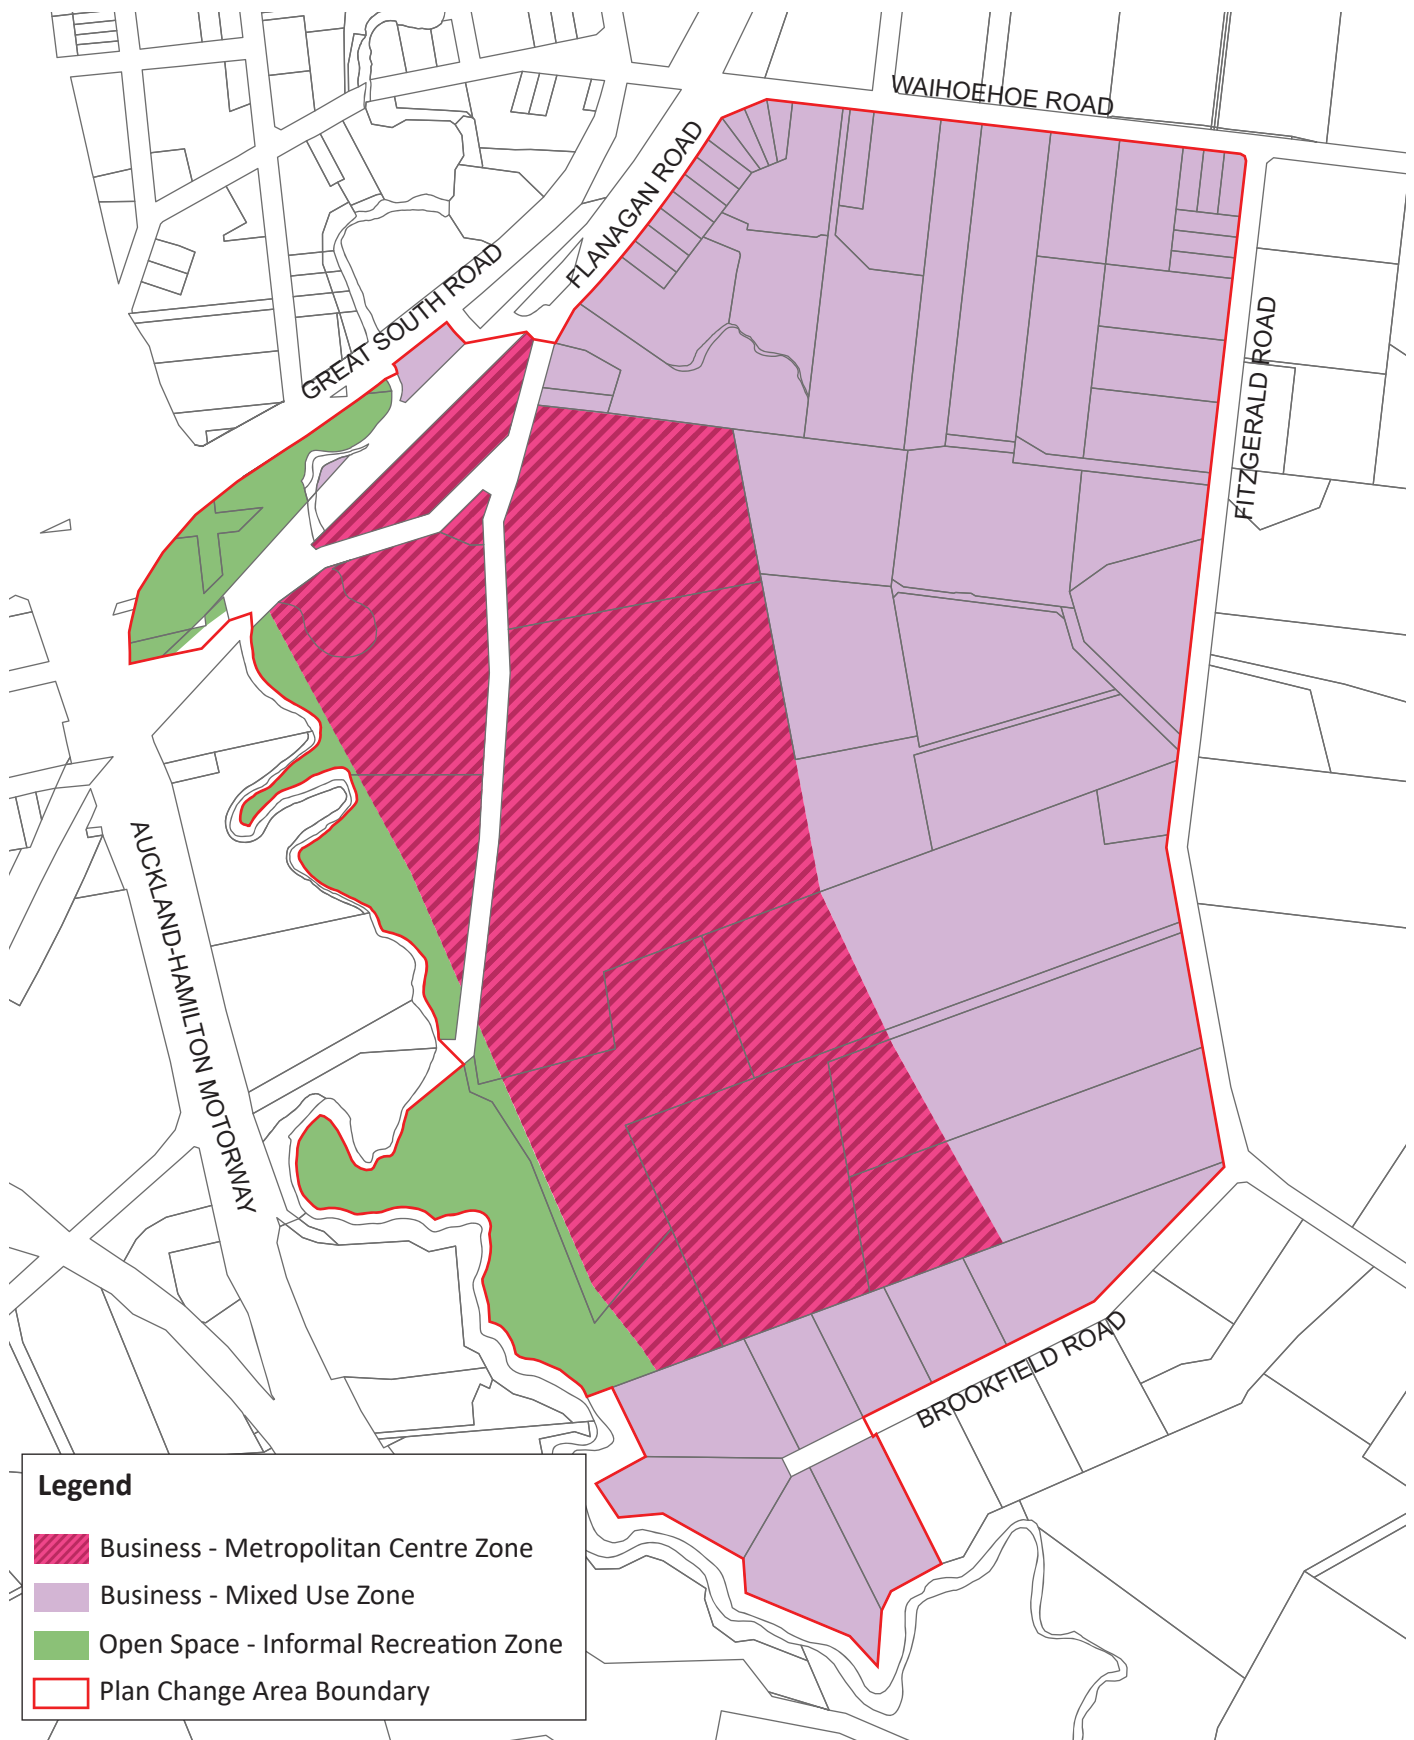 WAIHOEHOE ROAD
FLANAGAN ROAD
GREAT SOUTH ROAD
FITZGERALD ROAD
AUCKLAND-HAMILTON MOTORWAY
BROOKFIELD ROAD
Legend
Business - Metropolitan Centre Zone
Business - Mixed Use Zone
Open Space - Informal Recreation Zone
Plan Change Area Boundary